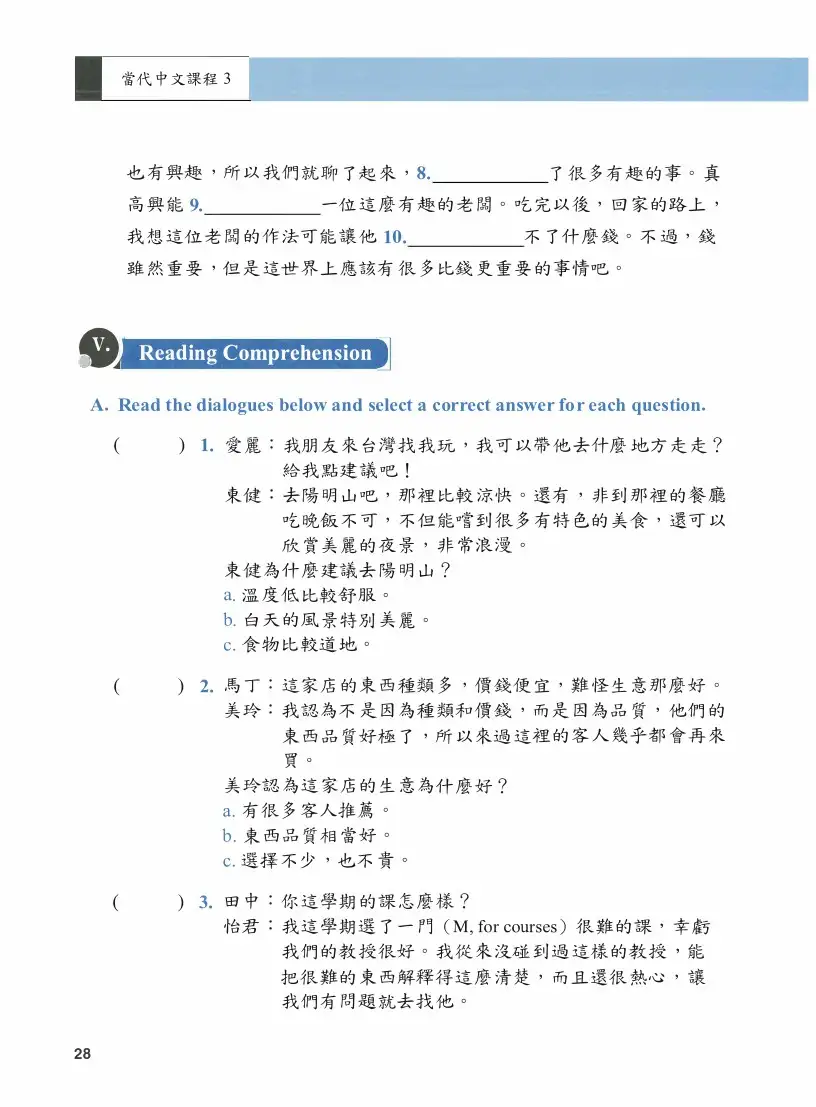 當代中文課程 3
也有興趣，所以我們就聊了起來，8.____________了很多有趣的事。真
高興能 9.____________一位這麼有趣的老闆。吃完以後，回家的路上，
我想這位老闆的作法可能讓他 10.____________不了什麼錢。不過，錢
雖然重要，但是這世界上應該有很多比錢更重要的事情吧。
V. Reading Comprehension
A. Read the dialogues below and select a correct answer for each question.
(　　) 1. 愛麗：我朋友來台灣找我玩，我可以帶他去什麼地方走走？
給我點建議吧！
東健：去陽明山吧，那裡比較涼快。還有，非到那裡的餐廳
吃晚飯不可，不但能嚐到很多有特色的美食，還可以
欣賞美麗的夜景，非常浪漫。
東健為什麼建議去陽明山？
a. 溫度低比較舒服。
b. 白天的風景特別美麗。
c. 食物比較道地。
(　　) 2. 馬丁：這家店的東西種類多，價錢便宜，難怪生意那麼好。
美玲：我認為不是因為種類和價錢，而是因為品質，他們的
東西品質好極了，所以來過這裡的客人幾乎都會再來
買。
美玲認為這家店的生意為什麼好？
a. 有很多客人推薦。
b. 東西品質相當好。
c. 選擇不少，也不貴。
(　　) 3. 田中：你這學期的課怎麼樣？
怡君：我這學期選了一門（M, for courses）很難的課，幸虧
我們的教授很好。我從來沒碰到過這樣的教授，能
把很難的東西解釋得這麼清楚，而且還很熱心，讓
我們有問題就去找他。
28